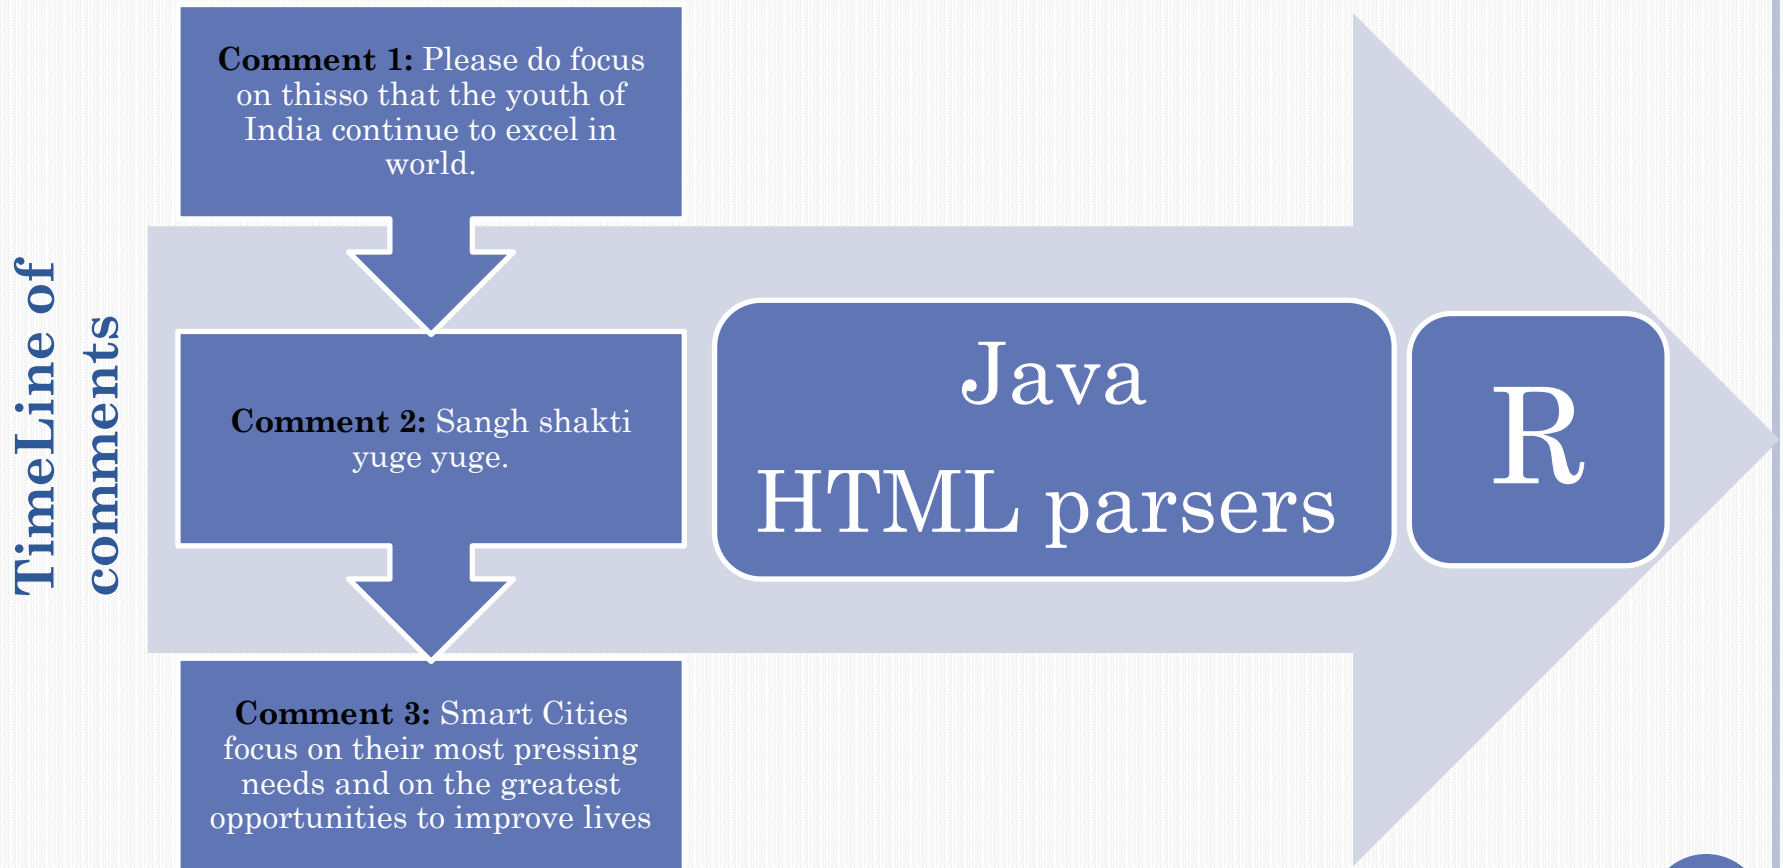 TimeLine of
comments
Comment 1: Please do focus
on thisso that the youth of
India continue to excel in
world.
Comment 2: Sangh shakti
yuge yuge.
Comment 3: Smart Cities
focus on their most pressing
needs and on the greatest
opportunities to improve lives
Java
HTML parsers
R